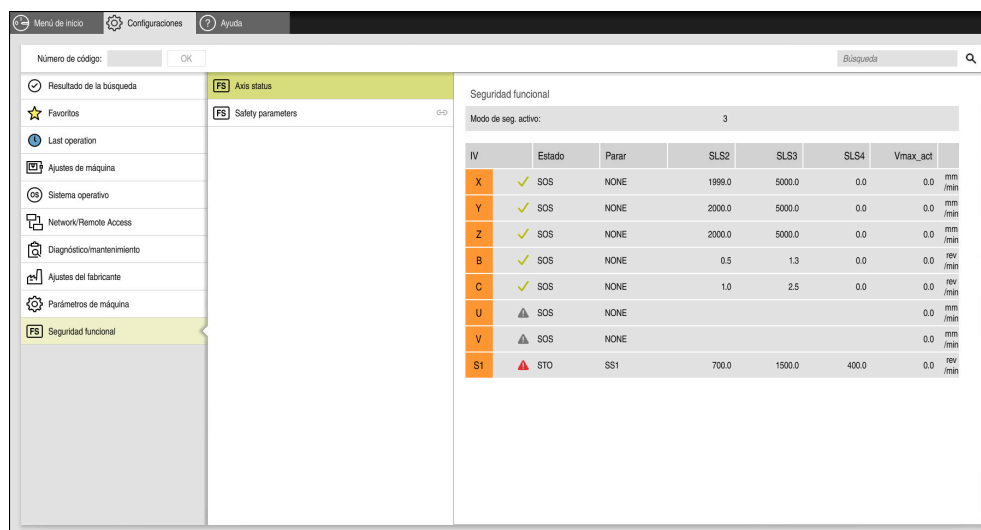 Menú de inicio Configuraciones ? Ayuda
Número de código: OK Búsqueda
Resultado de la búsqueda
Favoritos
Last operation
Ajustes de máquina
OS Sistema operativo
Network/Remote Access
Diagnóstico/mantenimiento
Ajustes del fabricante
Parámetros de máquina
FS Seguridad funcional
FS Axis status
FS Safety parameters
Seguridad funcional
Modo de seg. activo: 3
IV Estado Parar SLS2 SLS3 SLS4 Vmax_act
X SOS NONE 1999.0 5000.0 0.0 0.0 mm/min
Y SOS NONE 2000.0 5000.0 0.0 0.0 mm/min
Z SOS NONE 2000.0 5000.0 0.0 0.0 mm/min
B SOS NONE 0.5 1.3 0.0 0.0 rev/min
C SOS NONE 1.0 2.5 0.0 0.0 rev/min
U SOS NONE 0.0 mm/min
V SOS NONE 0.0 mm/min
S1 STO SS1 700.0 1500.0 400.0 0.0 rev/min